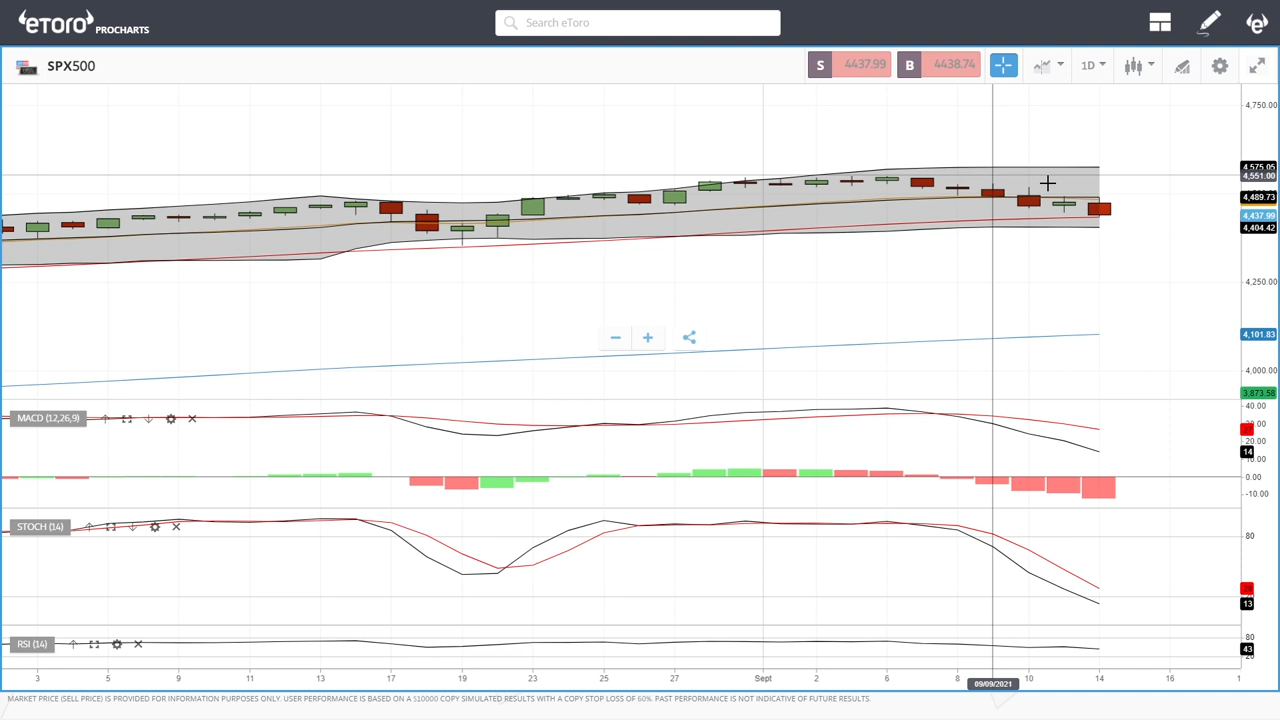 eToro PROCHARTS
Search eToro
SPX500
S 4437.99 B 4438.74
1D
4,750.00
4,575.05
4,551.00
4,489.73
4,437.99
4,404.42
4,250.00
4,101.83
4,000.00
3,873.58
MACD (12,26,9)
40.00
30.00
20.00
14
10.00
0.00
-10.00
STOCH (14)
80
13
RSI (14)
80
43
20
3 5 9 11 13 17 19 23 25 27 Sept 2 6 8 09/09/2021 10 14 16 1
MARKET PRICE (SELL PRICE) IS PROVIDED FOR INFORMATION PURPOSES ONLY. USER PERFORMANCE IS BASED ON A $10000 COPY SIMULATED RESULTS WITH A COPY STOP LOSS OF 60%. PAST PERFORMANCE IS NOT INDICATIVE OF FUTURE RESULTS.